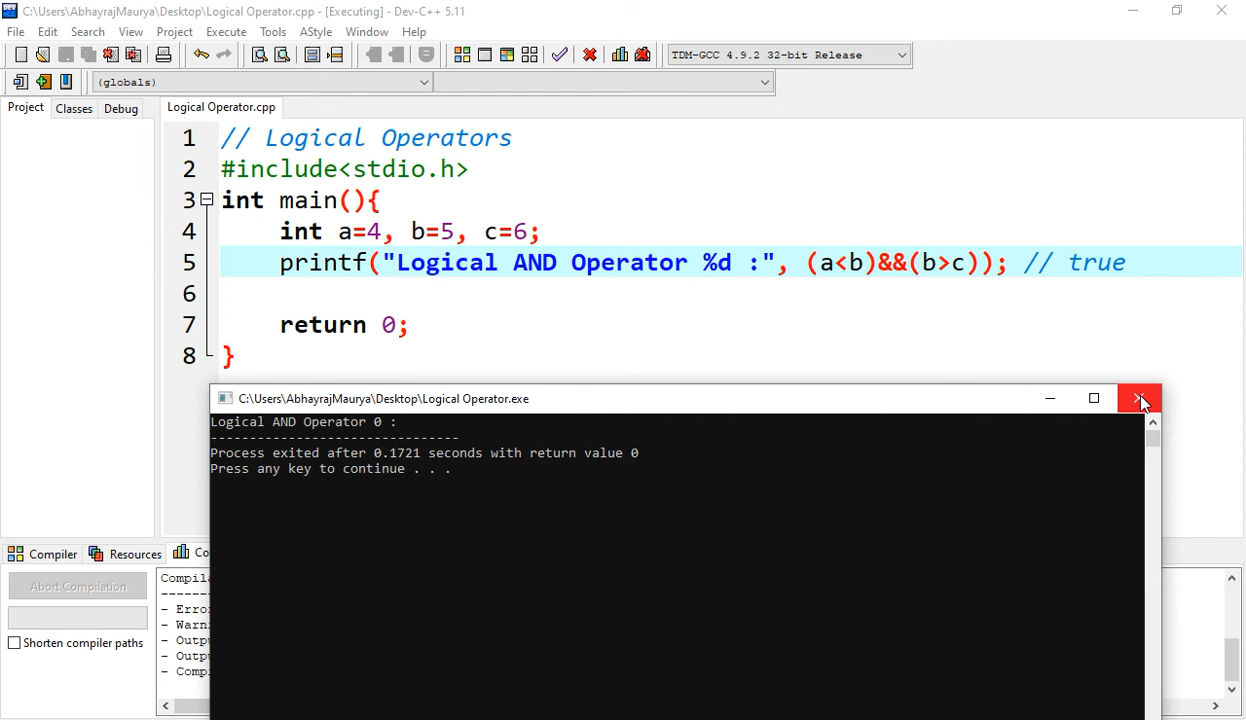 C:\Users\AbhayrajMaurya\Desktop\Logical Operator.cpp - [Executing] - Dev-C++ 5.11
File Edit Search View Project Execute Tools AStyle Window Help
TDM-GCC 4.9.2 32-bit Release
(globals)
Project Classes Debug Logical Operator.cpp
1 // Logical Operators
2 #include<stdio.h>
3 int main(){
4 int a=4, b=5, c=6;
5 printf("Logical AND Operator %d :", (a<b)&&(b>c)); // true
6
7 return 0;
8 }
C:\Users\AbhayrajMaurya\Desktop\Logical Operator.exe
Logical AND Operator 0 :
--------------------------------
Process exited after 0.1721 seconds with return value 0
Press any key to continue . . .
Compiler Resources
Abort Compilation
Shorten compiler paths